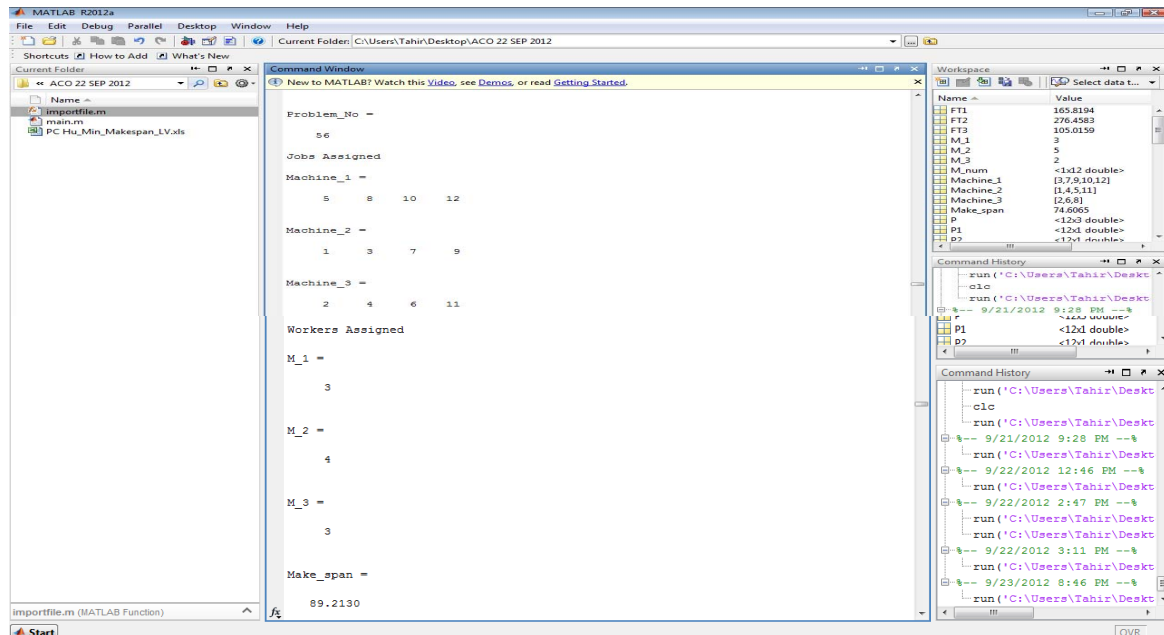 MATLAB R2012a
File Edit Debug Parallel Desktop Window Help
Current Folder: C:\Users\Tahir\Desktop\ACO 22 SEP 2012
Shortcuts How to Add What's New
Current Folder
« ACO 22 SEP 2012
Name
importfile.m
main.m
PC Hu_Min_Makespan_LV.xls
importfile.m (MATLAB Function)
Start
Command Window
New to MATLAB? Watch this Video, see Demos, or read Getting Started.
Problem_No =
56
Jobs Assigned
Machine_1 =
5 8 10 12
Machine_2 =
1 3 7 9
Machine_3 =
2 4 6 11
Workers Assigned
M_1 =
3
M_2 =
4
M_3 =
3
Make_span =
89.2130
fx
Workspace
Select data t...
Name Value
FT1 165.8194
FT2 276.4583
FT3 105.0159
M_1 3
M_2 5
M_3 2
M_num <1x12 double>
Machine_1 [3,7,9,10,12]
Machine_2 [1,4,5,11]
Machine_3 [2,6,8]
Make_span 74.6065
P <12x3 double>
P1 <12x1 double>
P2 <12x1 double>
Command History
run('C:\Users\Tahir\Deskt
clc
run('C:\Users\Tahir\Deskt
%-- 9/21/2012 9:28 PM --%
P <12x3 double>
P1 <12x1 double>
P2 <12x1 double>
Command History
run('C:\Users\Tahir\Deskt
clc
run('C:\Users\Tahir\Deskt
%-- 9/21/2012 9:28 PM --%
run('C:\Users\Tahir\Deskt
%-- 9/22/2012 12:46 PM --%
run('C:\Users\Tahir\Deskt
%-- 9/22/2012 2:47 PM --%
run('C:\Users\Tahir\Deskt
run('C:\Users\Tahir\Deskt
%-- 9/22/2012 3:11 PM --%
run('C:\Users\Tahir\Deskt
%-- 9/23/2012 8:46 PM --%
run('C:\Users\Tahir\Deskt
OVR